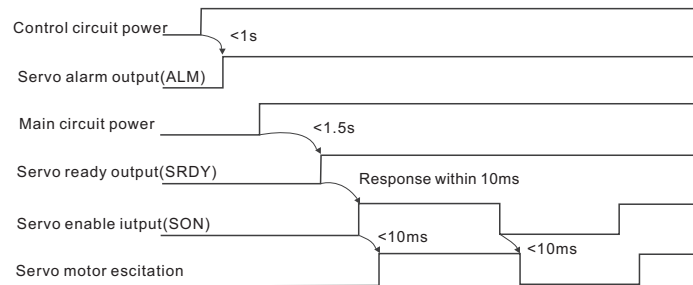 Control circuit power
<1s
Servo alarm output(ALM)
Main circuit power
<1.5s
Servo ready output(SRDY)
Response within 10ms
Servo enable iutput(SON)
<10ms
<10ms
Servo motor escitation